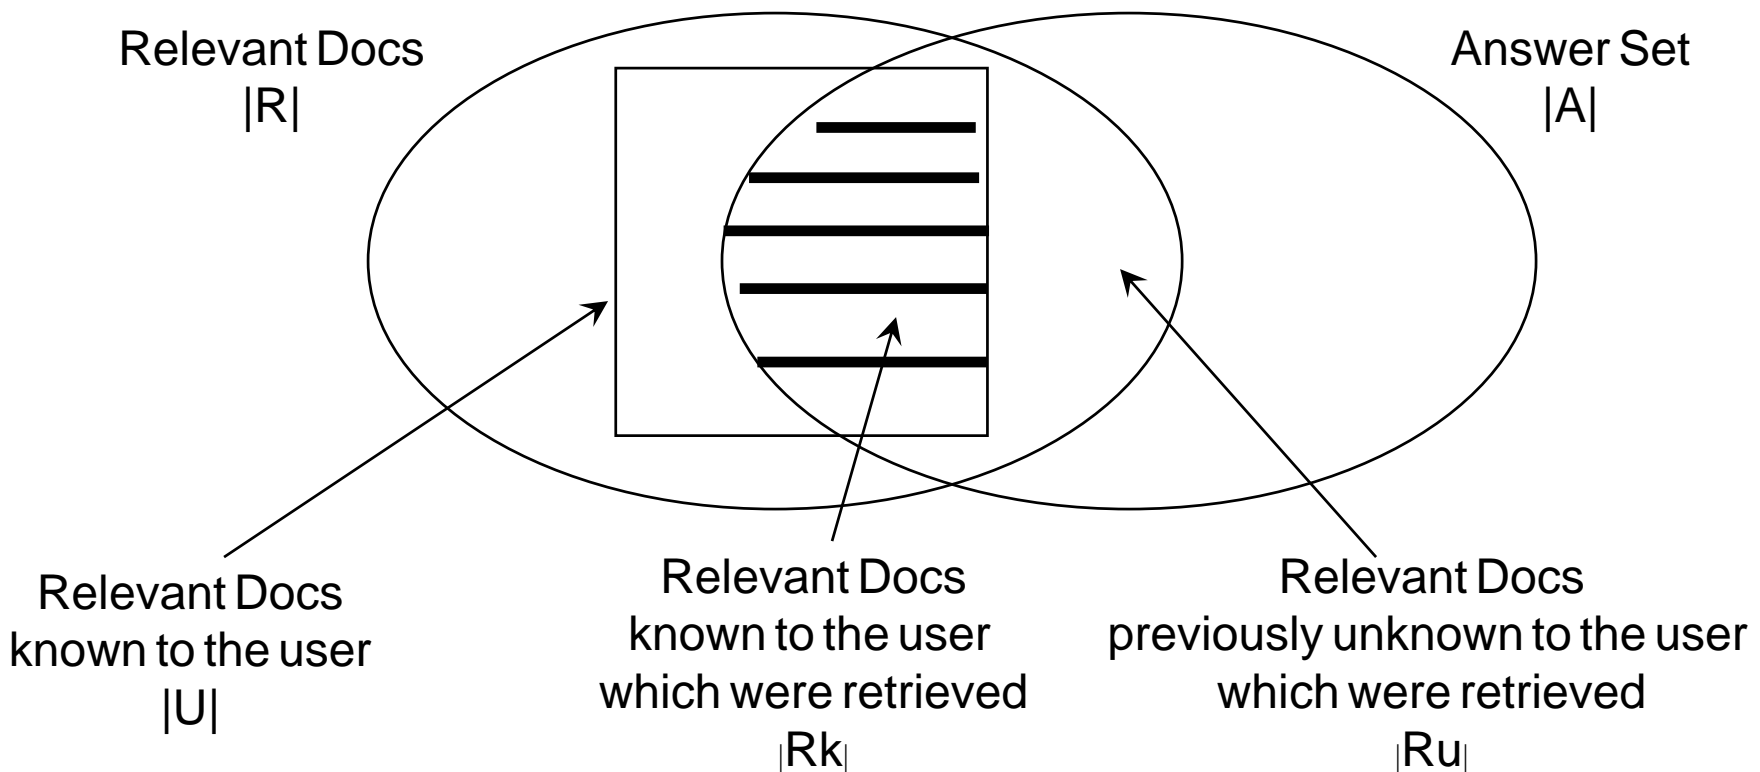 Relevant Docs
|R|
Answer Set
|A|
Relevant Docs
known to the user
|U|
Relevant Docs
known to the user
which were retrieved
|Rk|
Relevant Docs
previously unknown to the user
which were retrieved
|Ru|